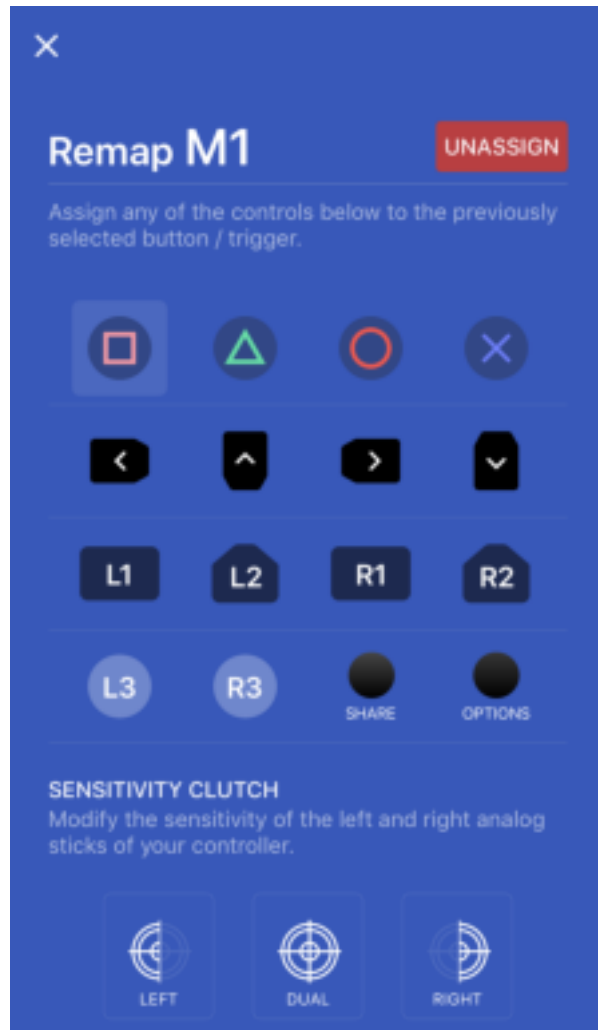 Remap M1
UNASSIGN
Assign any of the controls below to the previously
selected button / trigger.
L1
L2
R1
R2
L3
R3
SHARE
OPTIONS
SENSITIVITY CLUTCH
Modify the sensitivity of the left and right analog
sticks of your controller.
LEFT
DUAL
RIGHT